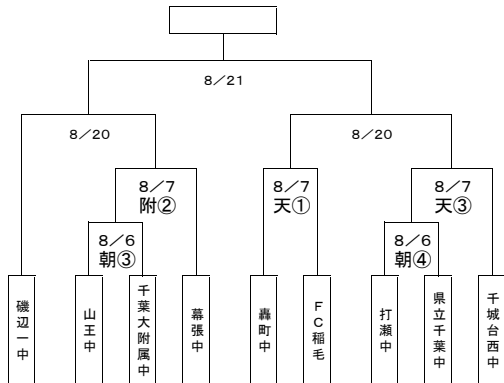 8／21
8／20
8／20
8／7
附②
8／7
天①
8／7
天③
8／6
朝③
8／6
朝④
磯辺一中
山王中
千葉大附属中
幕張中
轟町中
FC稲毛
打瀬中
県立千葉中
千城台西中